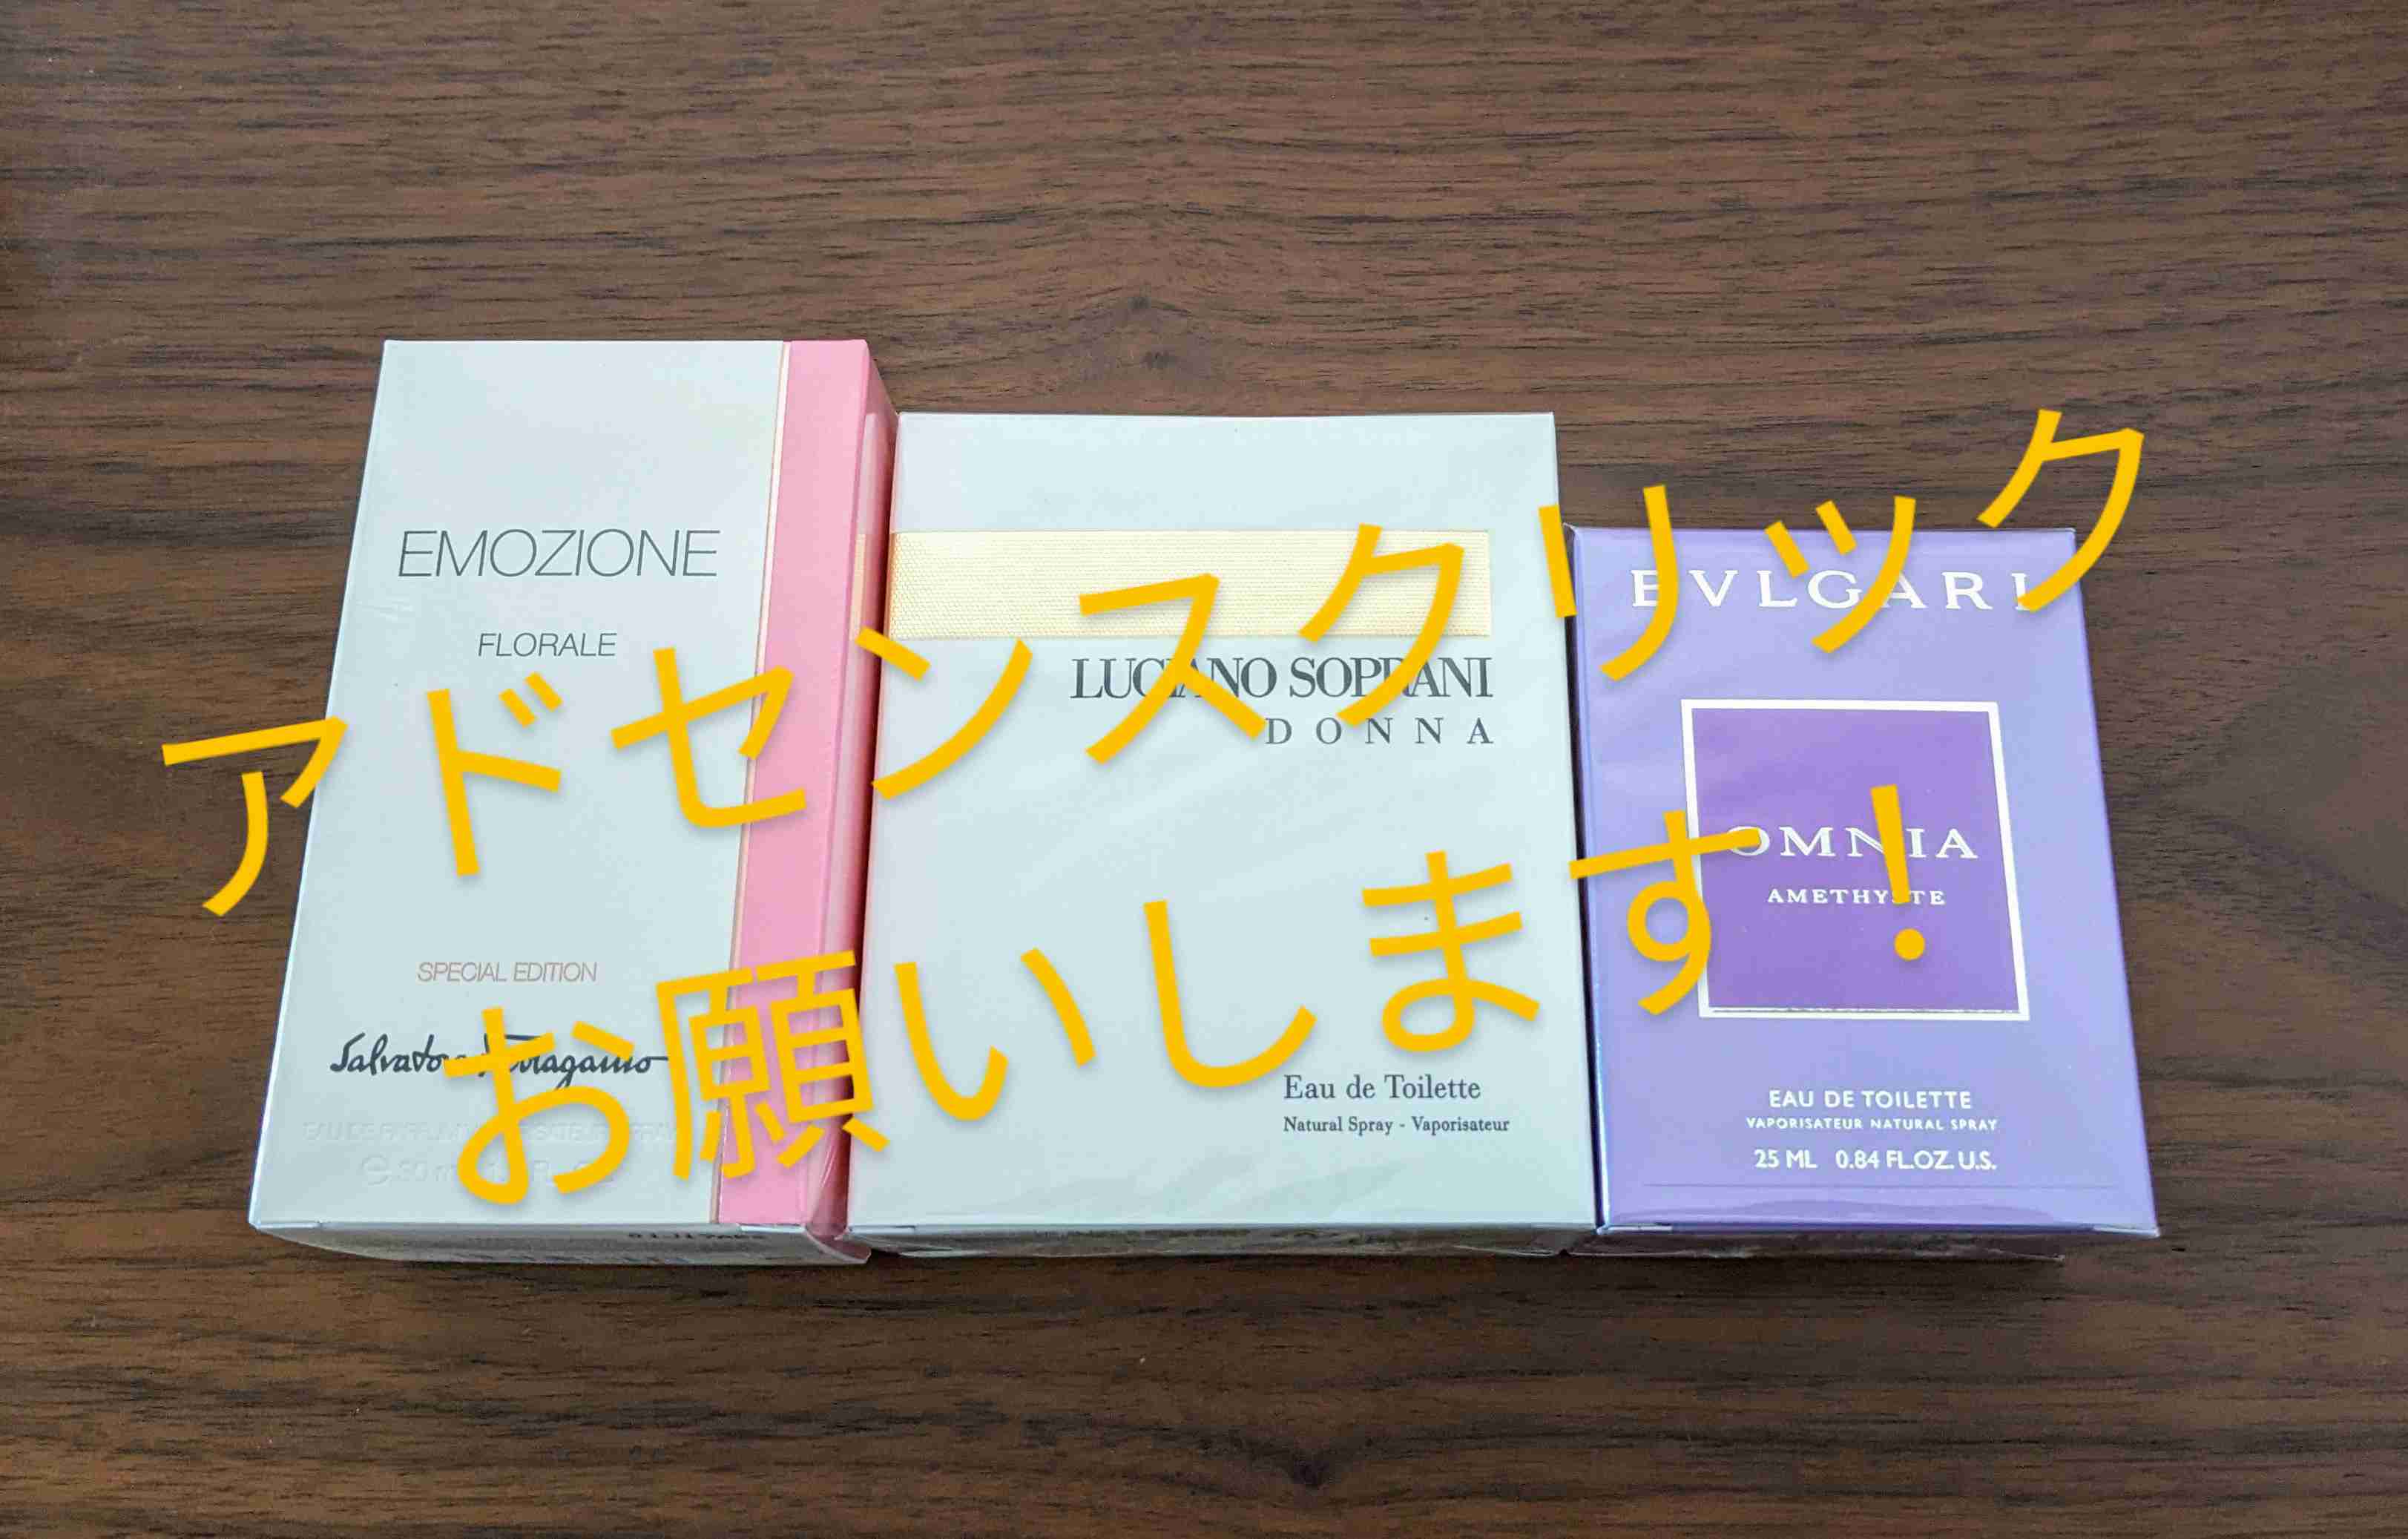 アドセンスクリック
お願いします!
EMOZIONE
FLORALE
SPECIAL EDITION
Salvatore Ferragamo
LUCIANO SOPRANI
DONNA
Eau de Toilette
Natural Spray - Vaporisateur
BVLGARI
OMNIA
AMETHYSTE
EAU DE TOILETTE
VAPORISATEUR NATURAL SPRAY
25 ML 0.84 FL.OZ. U.S.